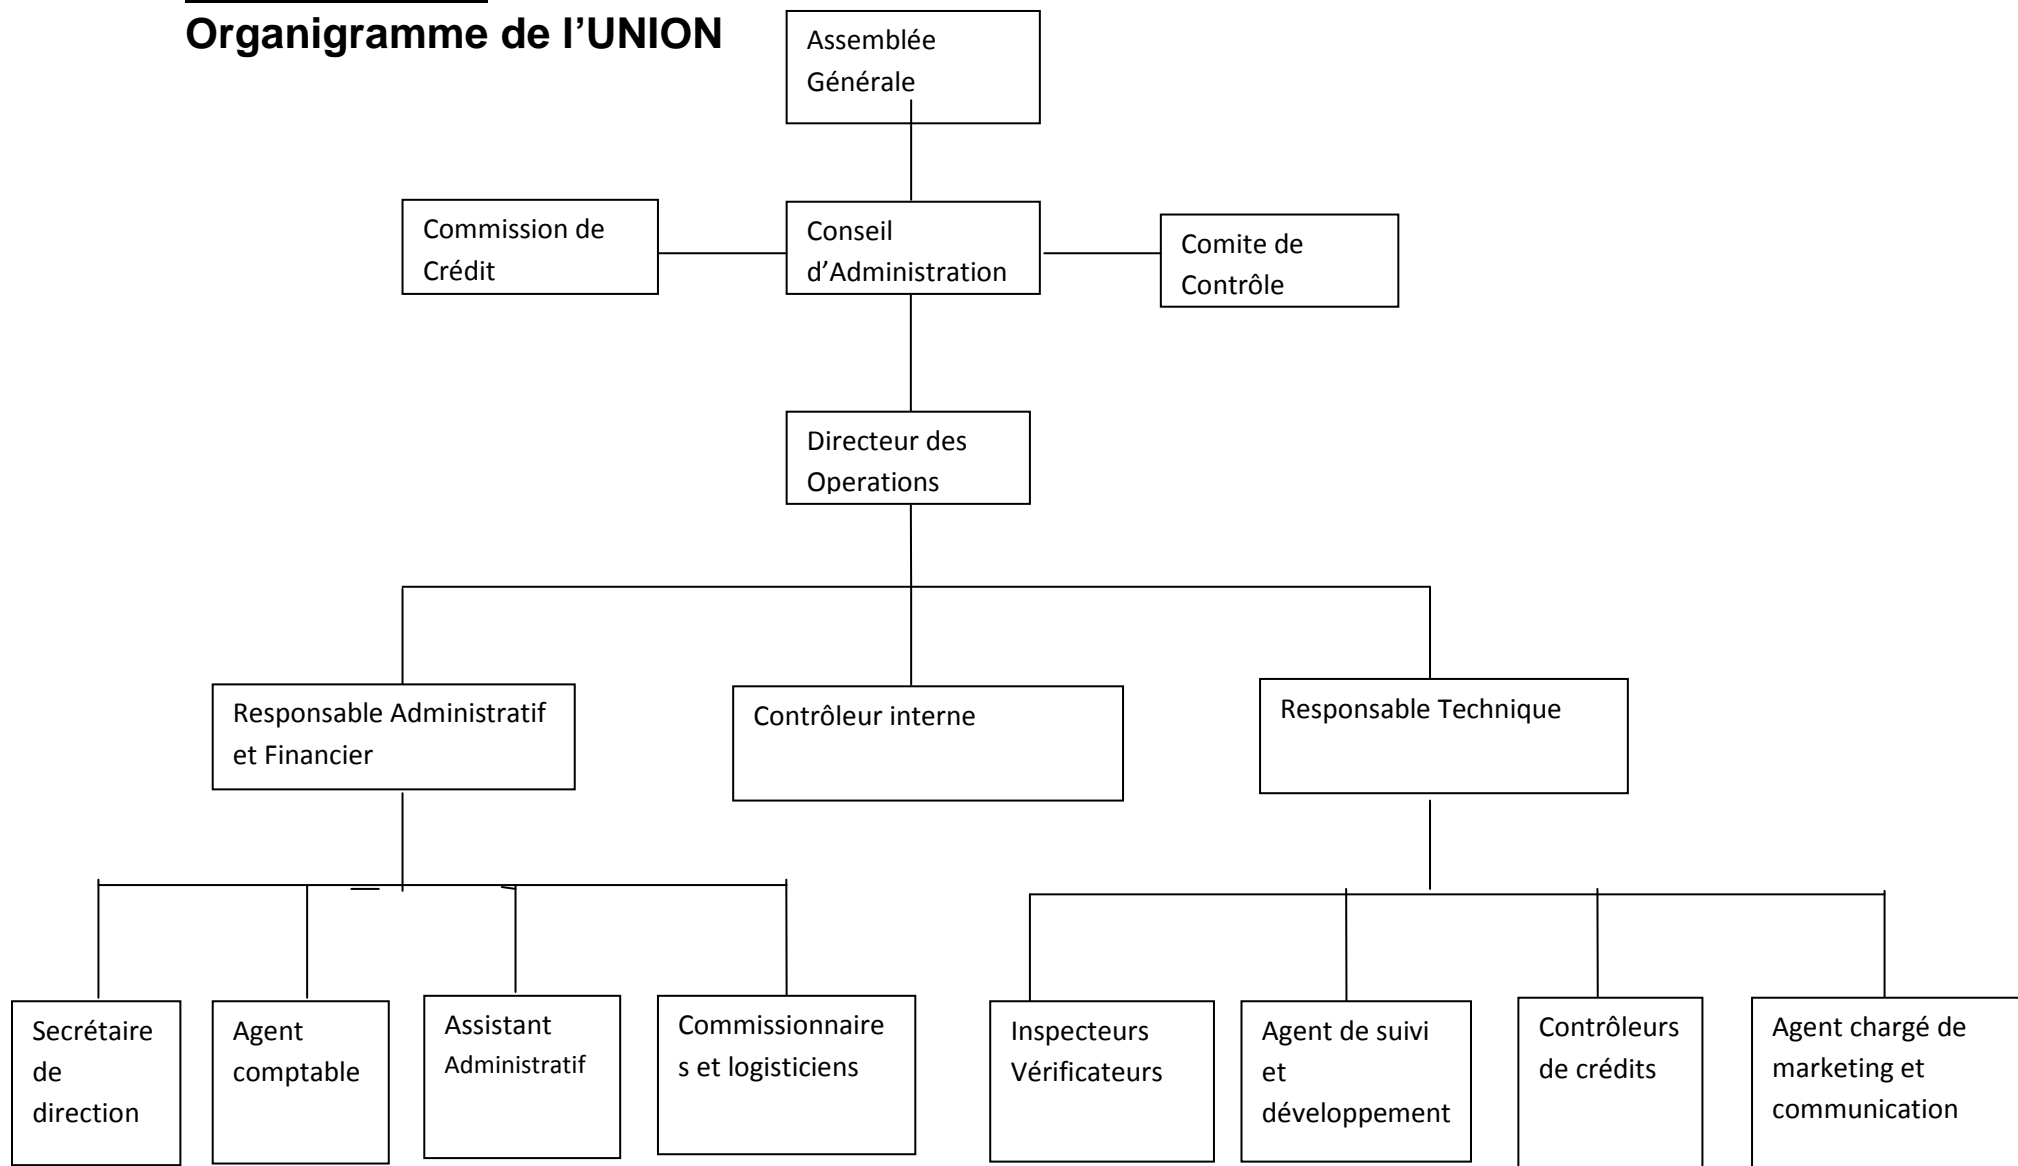 Organigramme de l’UNION
Assemblée
Générale
Commission de
Crédit
Conseil
d’Administration
Comite de
Contrôle
Directeur des
Operations
Responsable Administratif
et Financier
Contrôleur interne
Responsable Technique
Secrétaire
de
direction
Agent
comptable
Assistant
Administratif
Commissionnaire
s et logisticiens
Inspecteurs
Vérificateurs
Agent de suivi
et
développement
Contrôleurs
de crédits
Agent chargé de
marketing et
communication